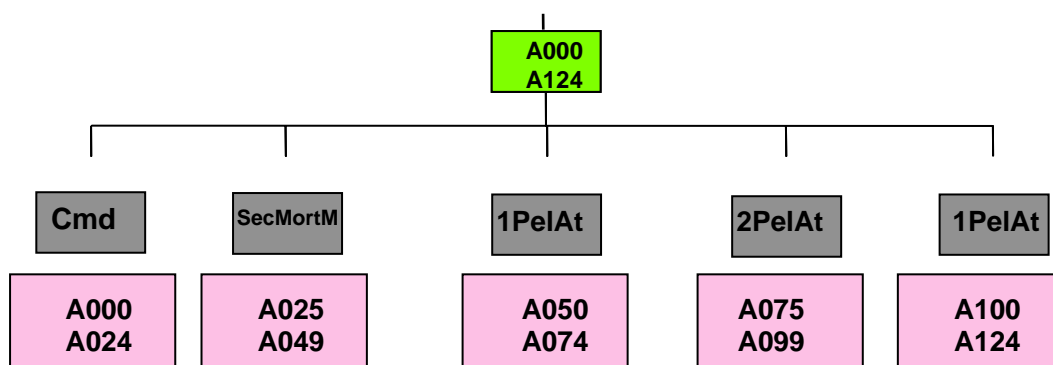 A000
A124
Cmd
SecMortM
1PelAt
2PelAt
1PelAt
A000
A024
A025
A049
A050
A074
A075
A099
A100
A124